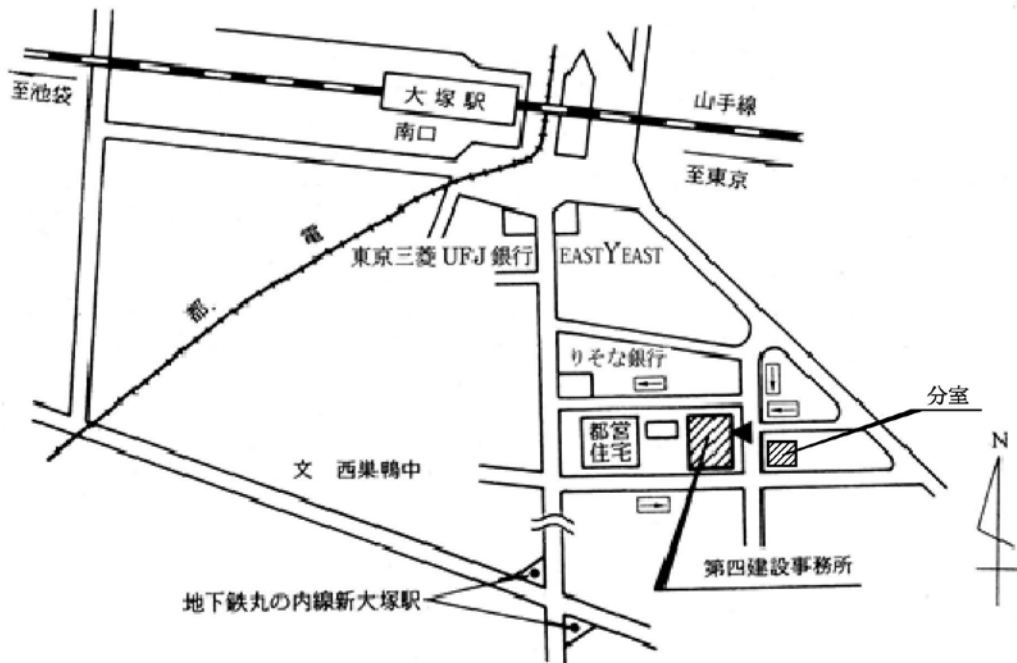 至池袋
大塚駅
南口
山手線
至東京
都電
東京三菱UFJ銀行
EASTYEAST
りそな銀行
分室
都営
住宅
文 西巣鴨中
N
第四建設事務所
地下鉄丸の内線新大塚駅